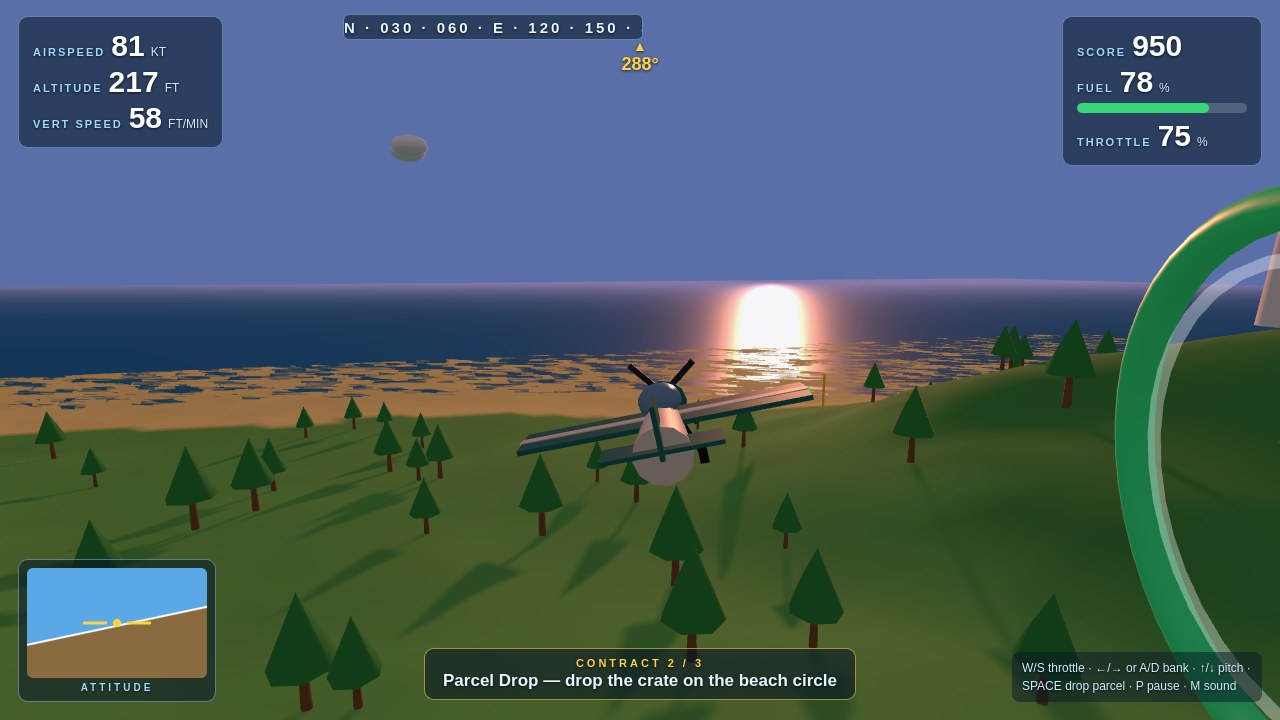 AIRSPEED 81 KT
ALTITUDE 217 FT
VERT SPEED 58 FT/MIN
N · 030 · 060 · E · 120 · 150 ·
▲
288°
SCORE 950
FUEL 78 %
THROTTLE 75 %
ATTITUDE
CONTRACT 2 / 3
Parcel Drop — drop the crate on the beach circle
W/S throttle · ←/→ or A/D bank · ↑/↓ pitch ·
SPACE drop parcel · P pause · M sound